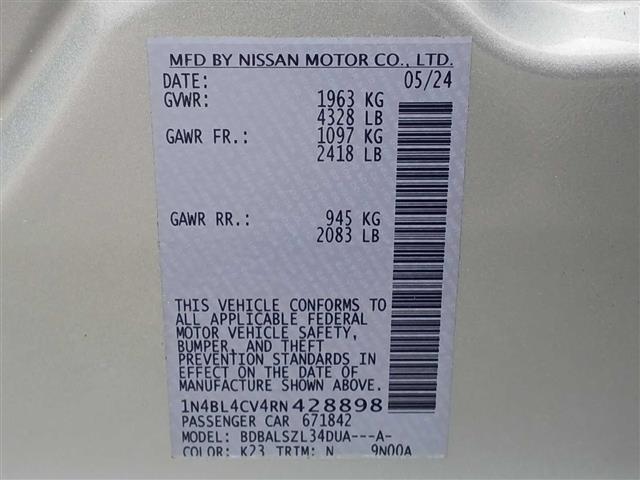 MFD BY NISSAN MOTOR CO., LTD.
DATE: 05/24
GVWR: 1963 KG
4328 LB
GAWR FR.: 1097 KG
2418 LB
GAWR RR.: 945 KG
2083 LB
THIS VEHICLE CONFORMS TO
ALL APPLICABLE FEDERAL
MOTOR VEHICLE SAFETY,
BUMPER, AND THEFT
PREVENTION STANDARDS IN
EFFECT ON THE DATE OF
MANUFACTURE SHOWN ABOVE.
1N4BL4CV4RN428898
PASSENGER CAR 671842
MODEL: BDBALSZL34DUA---A-
COLOR: K23 TRIM: N 9N00A